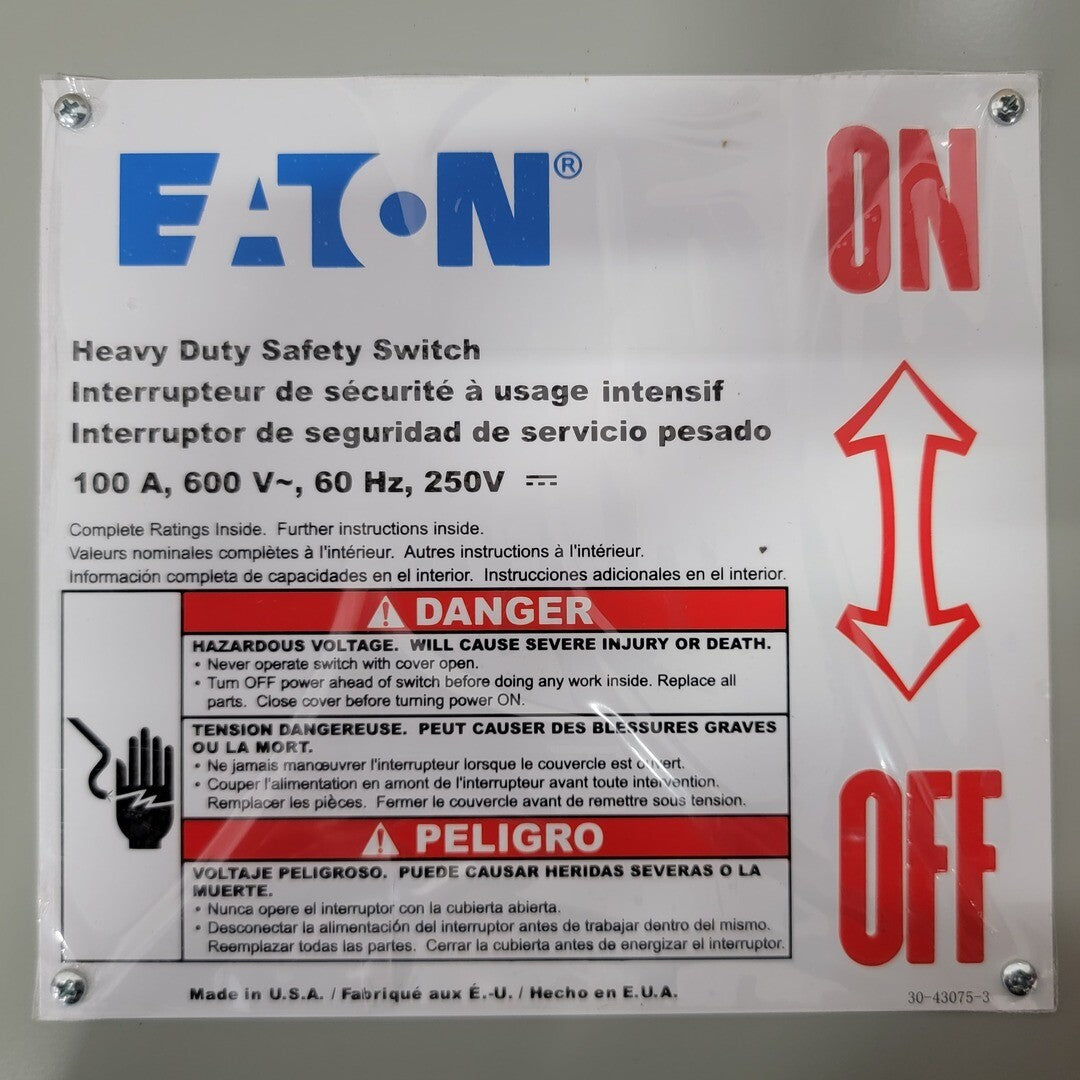 EATON®
ON
Heavy Duty Safety Switch
Interrupteur de sécurité à usage intensif
Interruptor de seguridad de servicio pesado
100 A, 600 V~, 60 Hz, 250V ⎓
Complete Ratings Inside. Further instructions inside.
Valeurs nominales complètes à l'intérieur. Autres instructions à l'intérieur.
Información completa de capacidades en el interior. Instrucciones adicionales en el interior.
⚠ DANGER
HAZARDOUS VOLTAGE. WILL CAUSE SEVERE INJURY OR DEATH.
• Never operate switch with cover open.
• Turn OFF power ahead of switch before doing any work inside. Replace all
parts. Close cover before turning power ON.
TENSION DANGEREUSE. PEUT CAUSER DES BLESSURES GRAVES
OU LA MORT.
• Ne jamais manœuvrer l'interrupteur lorsque le couvercle est ouvert.
• Couper l'alimentation en amont de l'interrupteur avant toute intervention.
Remplacer les pièces. Fermer le couvercle avant de remettre sous tension.
⚠ PELIGRO
VOLTAJE PELIGROSO. PUEDE CAUSAR HERIDAS SEVERAS O LA
MUERTE.
• Nunca opere el interruptor con la cubierta abierta.
• Desconectar la alimentación del interruptor antes de trabajar dentro del mismo.
Reemplazar todas las partes. Cerrar la cubierta antes de energizar el interruptor.
OFF
Made in U.S.A. / Fabriqué aux É.-U. / Hecho en E.U.A.
30-43075-3